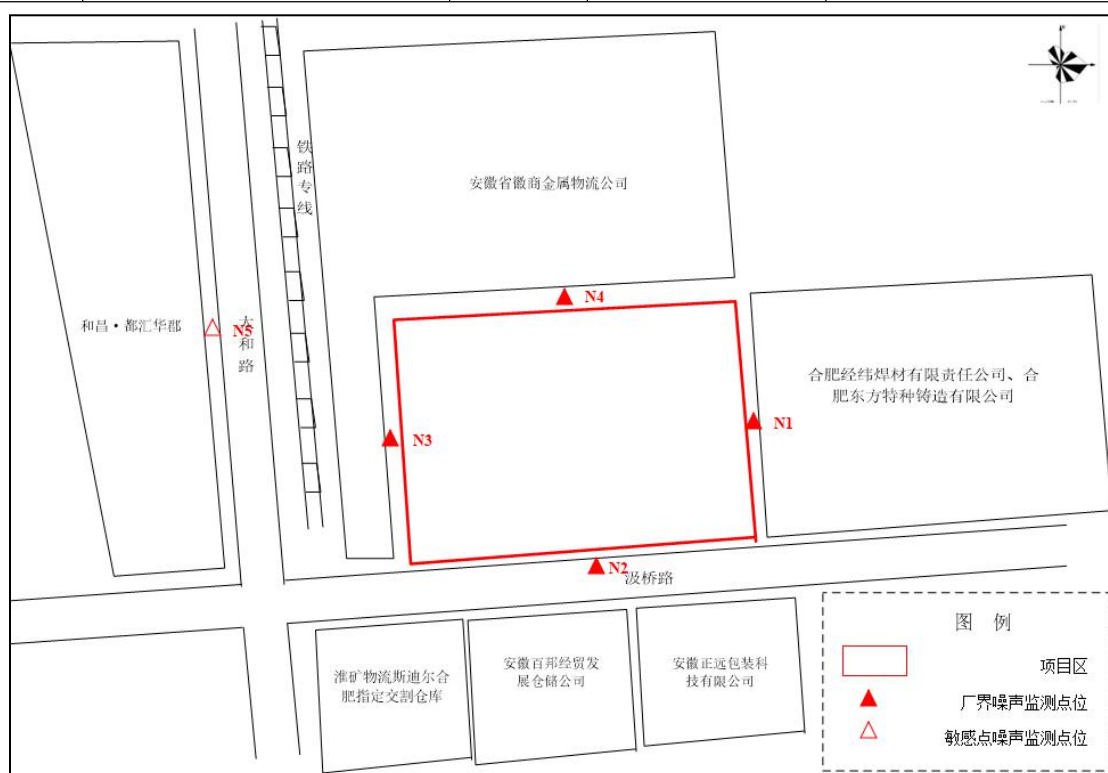 铁路专线
安徽省徽商金属物流公司
N4
和昌·都汇华郡
N5
太和路
合肥经纬焊材有限责任公司、合
肥东方特种铸造有限公司
N1
N3
N2
汲桥路
淮矿物流斯迪尔合
肥指定交割仓库
安徽百邦经贸发
展仓储公司
安徽正远包装科
技有限公司
图 例
项目区
厂界噪声监测点位
敏感点噪声监测点位